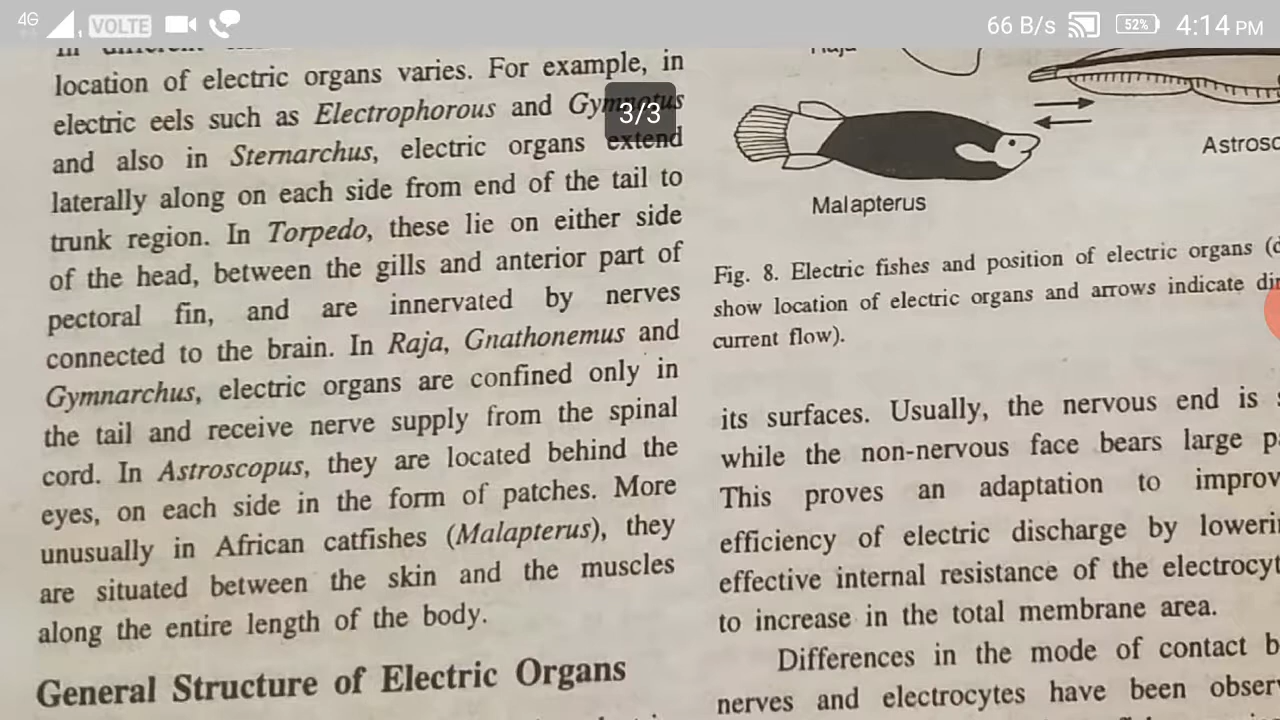 4G
VOLTE
66 B/s
52%
4:14 PM
3/3
location of electric organs varies. For example, in
electric eels such as Electrophorous and
and also in Sternarchus, electric organs extend
laterally along on each side from end of the tail to
trunk region. In Torpedo, these lie on either side
of the head, between the gills and anterior part of
pectoral fin, and are innervated by nerves
connected to the brain. In Raja, Gnathonemus and
Gymnarchus, electric organs are confined only in
the tail and receive nerve supply from the spinal
cord. In Astroscopus, they are located behind the
eyes, on each side in the form of patches. More
unusually in African catfishes (Malapterus), they
are situated between the skin and the muscles
along the entire length of the body.
General Structure of Electric Organs
Malapterus
Astrosc
Fig. 8. Electric fishes and position of electric organs (
show location of electric organs and arrows indicate
current flow).
its surfaces. Usually, the nervous end is
while the non-nervous face bears large
This proves an adaptation to improv
efficiency of electric discharge by loweri
effective internal resistance of the electrocyt
to increase in the total membrane area.
Differences in the mode of contact b
nerves and electrocytes have been obser